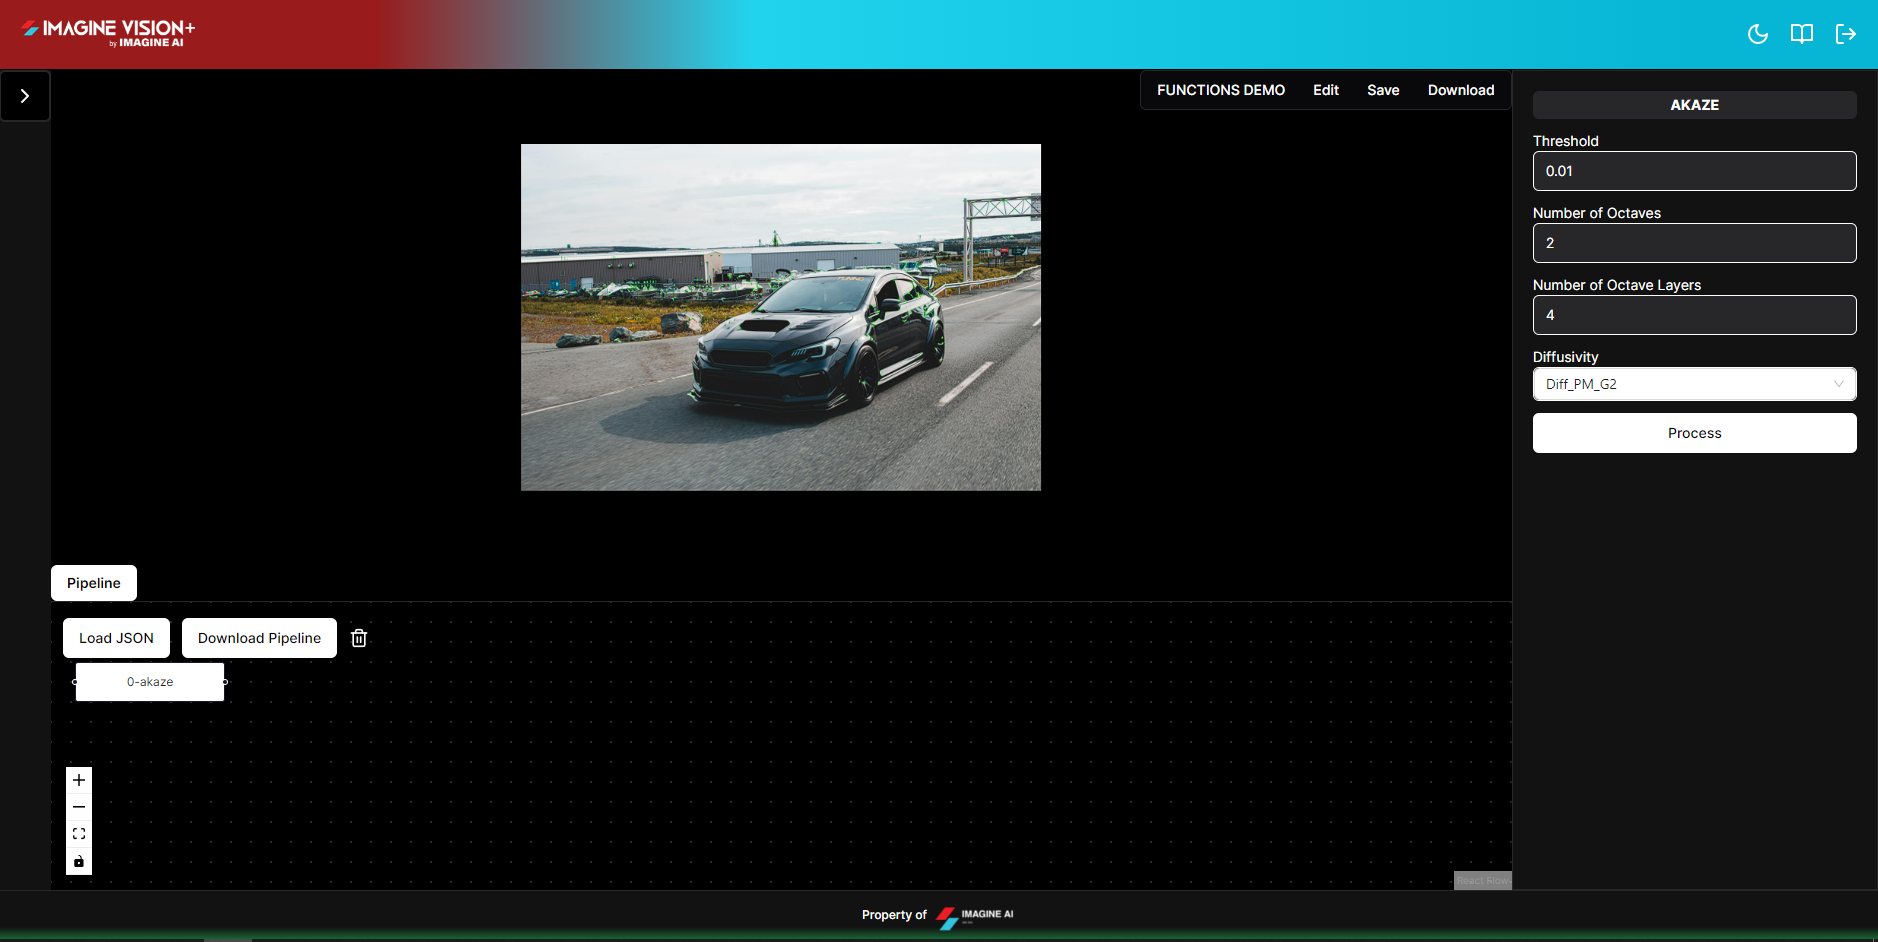 IMAGINE VISION+
by IMAGINE AI
FUNCTIONS DEMO
Edit
Save
Download
AKAZE
Threshold
0.01
Number of Octaves
2
Number of Octave Layers
4
Diffusivity
Diff_PM_G2
Process
Pipeline
Load JSON
Download Pipeline
0-akaze
React Flow
Property of
IMAGINE AI